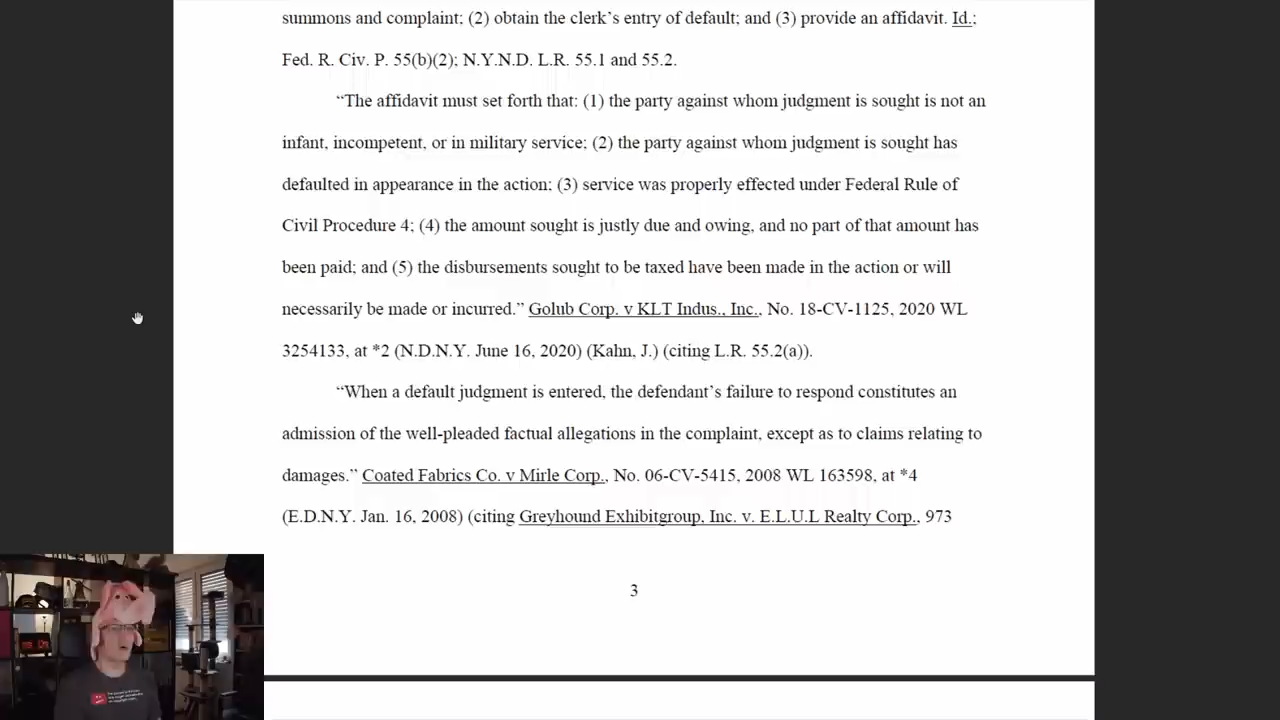 summons and complaint; (2) obtain the clerk’s entry of default; and (3) provide an affidavit. Id.;
Fed. R. Civ. P. 55(b)(2); N.Y.N.D. L.R. 55.1 and 55.2.
“The affidavit must set forth that: (1) the party against whom judgment is sought is not an
infant, incompetent, or in military service; (2) the party against whom judgment is sought has
defaulted in appearance in the action; (3) service was properly effected under Federal Rule of
Civil Procedure 4; (4) the amount sought is justly due and owing, and no part of that amount has
been paid; and (5) the disbursements sought to be taxed have been made in the action or will
necessarily be made or incurred.” Golub Corp. v KLT Indus., Inc., No. 18-CV-1125, 2020 WL
3254133, at *2 (N.D.N.Y. June 16, 2020) (Kahn, J.) (citing L.R. 55.2(a)).
“When a default judgment is entered, the defendant’s failure to respond constitutes an
admission of the well-pleaded factual allegations in the complaint, except as to claims relating to
damages.” Coated Fabrics Co. v Mirle Corp., No. 06-CV-5415, 2008 WL 163598, at *4
(E.D.N.Y. Jan. 16, 2008) (citing Greyhound Exhibitgroup, Inc. v. E.L.U.L Realty Corp., 973
3